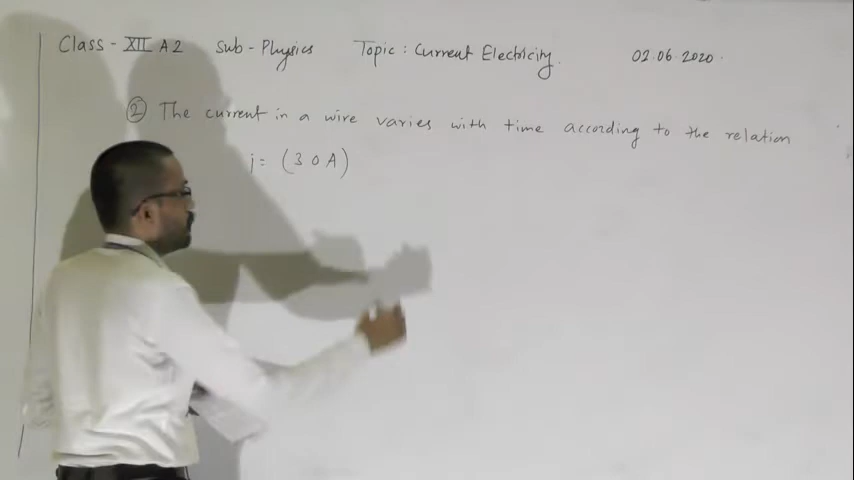 Class - XII A2 Sub - Physics Topic : Current Electricity. 02.06.2020.
② The current in a wire varies with time according to the relation
i = (3 0 A)